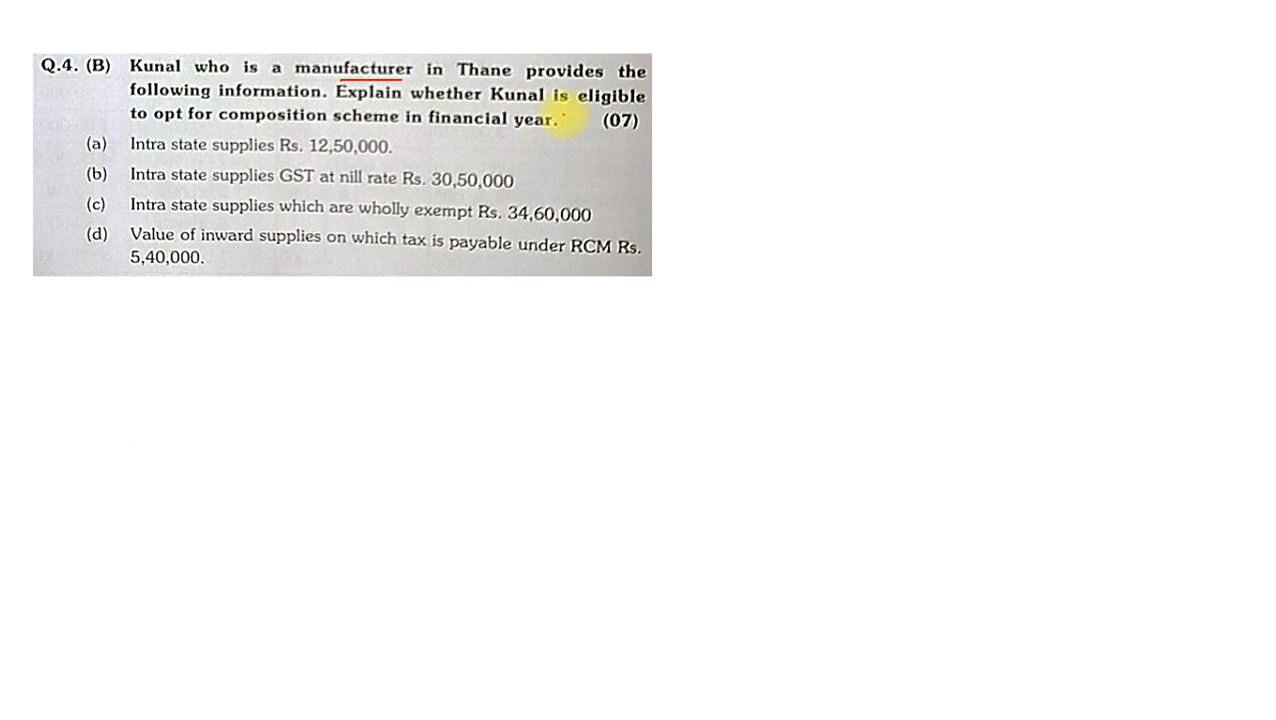 Q.4. (B) Kunal who is a manufacturer in Thane provides the
following information. Explain whether Kunal is eligible
to opt for composition scheme in financial year. (07)
(a) Intra state supplies Rs. 12,50,000.
(b) Intra state supplies GST at nill rate Rs. 30,50,000
(c) Intra state supplies which are wholly exempt Rs. 34,60,000
(d) Value of inward supplies on which tax is payable under RCM Rs.
5,40,000.